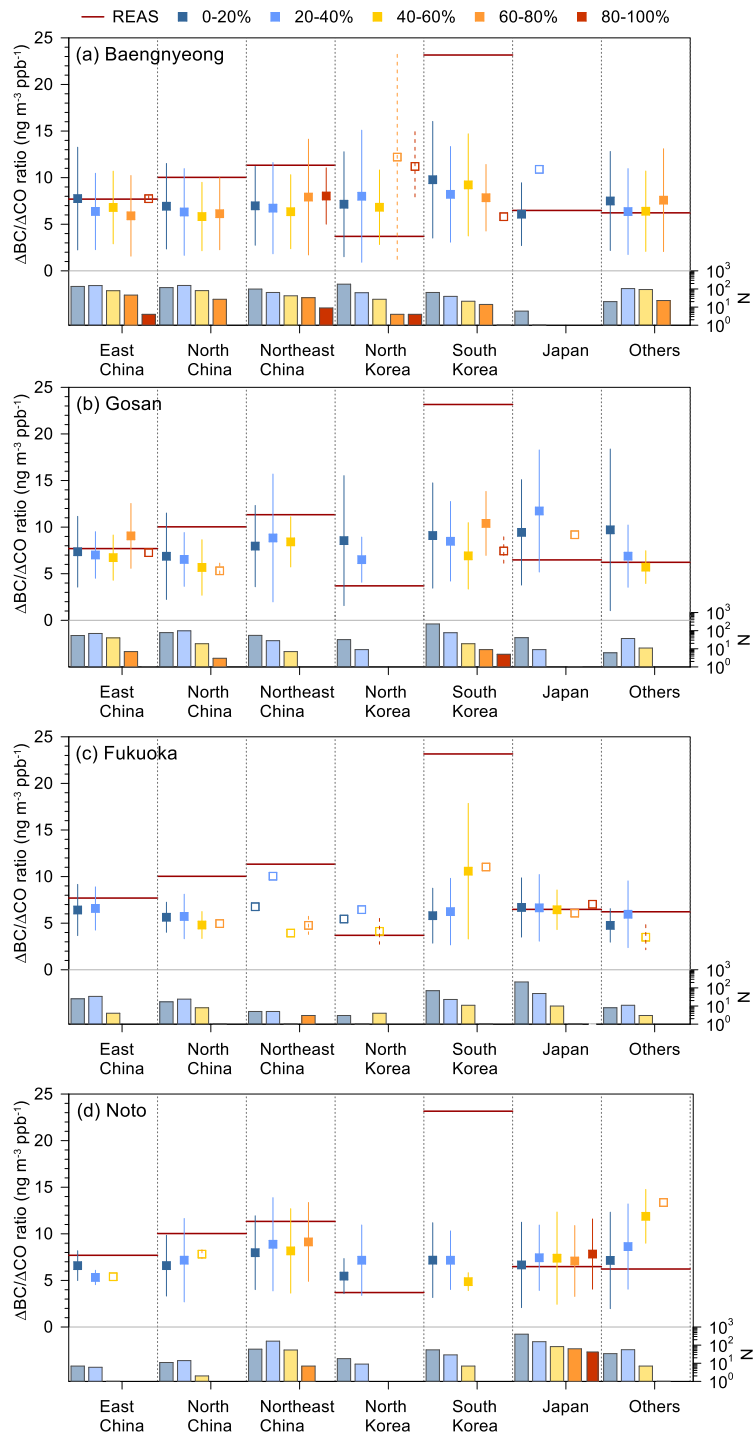 REAS 0-20% 20-40% 40-60% 60-80% 80-100%
(a) Baengnyeong
ΔBC/ΔCO ratio (ng m⁻³ ppb⁻¹)
25
20
15
10
5
0
10³
10²
10¹
10⁰
N
East China
North China
Northeast China
North Korea
South Korea
Japan
Others
(b) Gosan
ΔBC/ΔCO ratio (ng m⁻³ ppb⁻¹)
25
20
15
10
5
0
10³
10²
10¹
10⁰
N
East China
North China
Northeast China
North Korea
South Korea
Japan
Others
(c) Fukuoka
ΔBC/ΔCO ratio (ng m⁻³ ppb⁻¹)
25
20
15
10
5
0
10³
10²
10¹
10⁰
N
East China
North China
Northeast China
North Korea
South Korea
Japan
Others
(d) Noto
ΔBC/ΔCO ratio (ng m⁻³ ppb⁻¹)
25
20
15
10
5
0
10³
10²
10¹
10⁰
N
East China
North China
Northeast China
North Korea
South Korea
Japan
Others